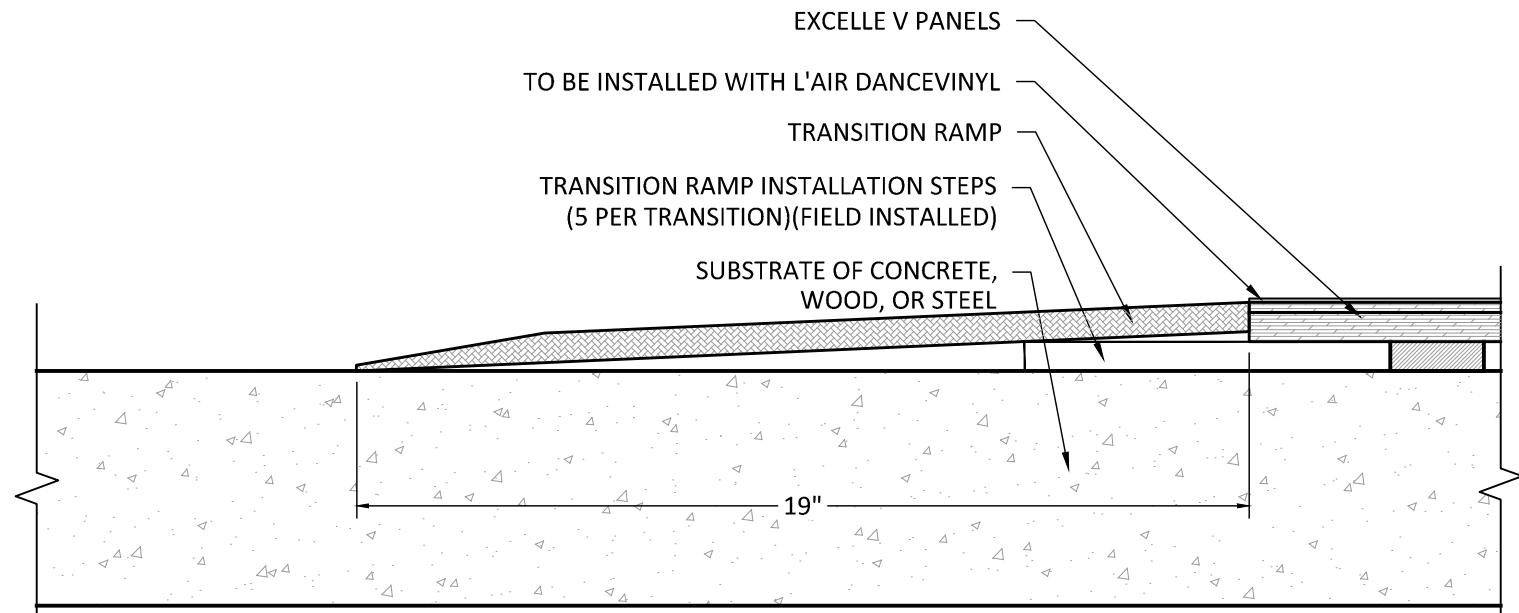 EXCELLE V PANELS
TO BE INSTALLED WITH L'AIR DANCEVINYL
TRANSITION RAMP
TRANSITION RAMP INSTALLATION STEPS
(5 PER TRANSITION)(FIELD INSTALLED)
SUBSTRATE OF CONCRETE,
WOOD, OR STEEL
19"